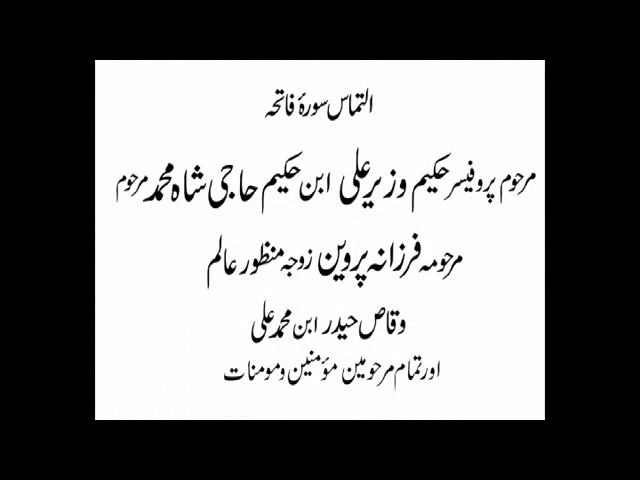 التماس سورۂ فاتحہ
مرحوم پروفیسر حکیم وزیر علی ابن حکیم حاجی شاہ محمد مرحوم
مرحومہ فرزانہ پروین زوجہ منظور عالم
وقاص حیدر ابن محمد علی
اور تمام مرحومین مؤمنین و مومنات